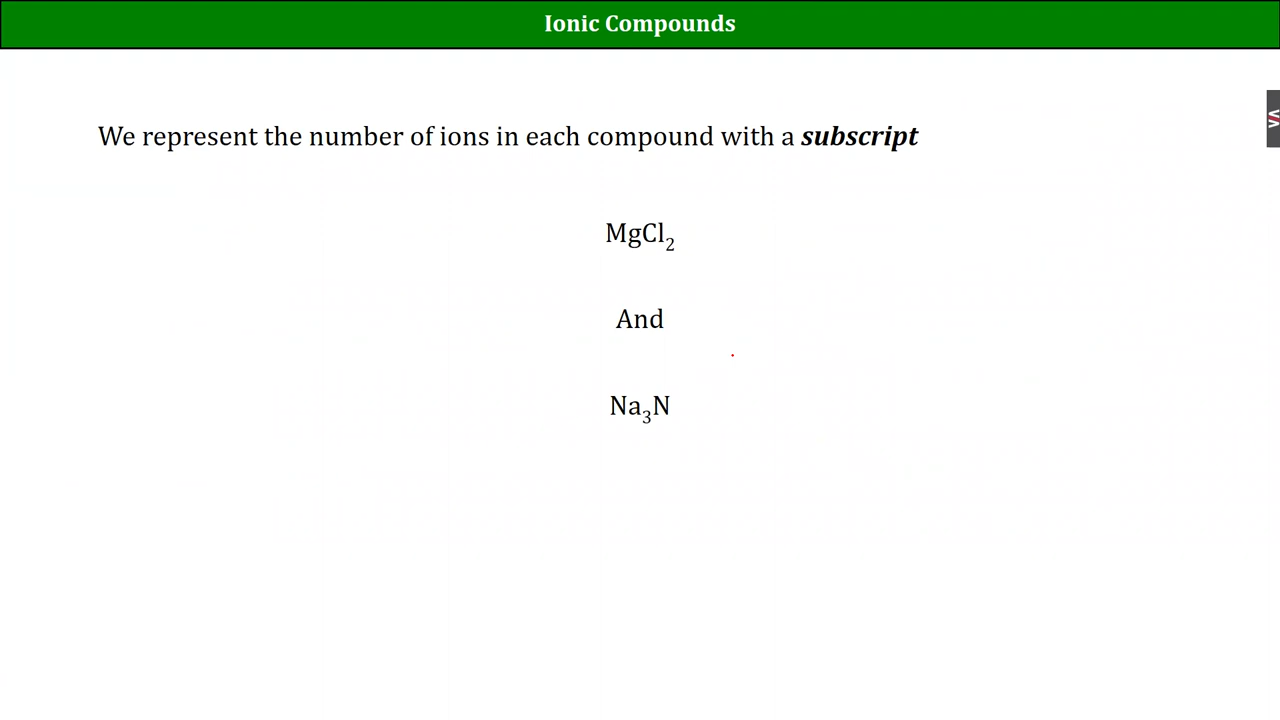 Ionic Compounds
We represent the number of ions in each compound with a subscript
MgCl₂
And
Na₃N